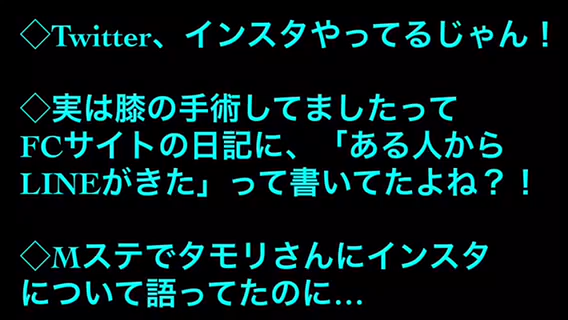 ◇Twitter、インスタやってるじゃん！
◇実は膝の手術してましたって
FCサイトの日記に、「ある人から
LINEがきた」って書いてたよね？！
◇Mステでタモリさんにインスタ
について語ってたのに…